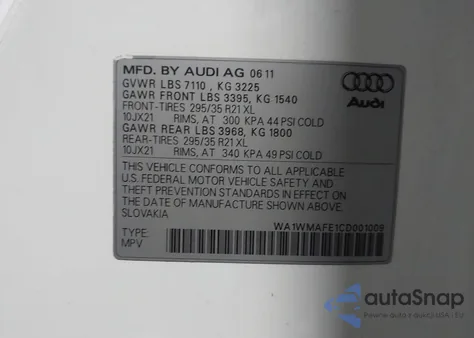 MFD. BY AUDI AG 06 11
GVWR LBS 7110 , KG 3225
GAWR FRONT LBS 3395, KG 1540
FRONT-TIRES 295/35 R21 XL
10JX21 RIMS, AT 300 KPA 44 PSI COLD
GAWR REAR LBS 3968, KG 1800
REAR-TIRES 295/35 R21 XL
10JX21 RIMS, AT 340 KPA 49 PSI COLD
Audi
THIS VEHICLE CONFORMS TO ALL APPLICABLE
U.S. FEDERAL MOTOR VEHICLE SAFETY AND
THEFT PREVENTION STANDARDS IN EFFECT ON
THE DATE OF MANUFACTURE SHOWN ABOVE.
SLOVAKIA
WA1WMAFE1CD001008
TYPE:
MPV
autaSnap